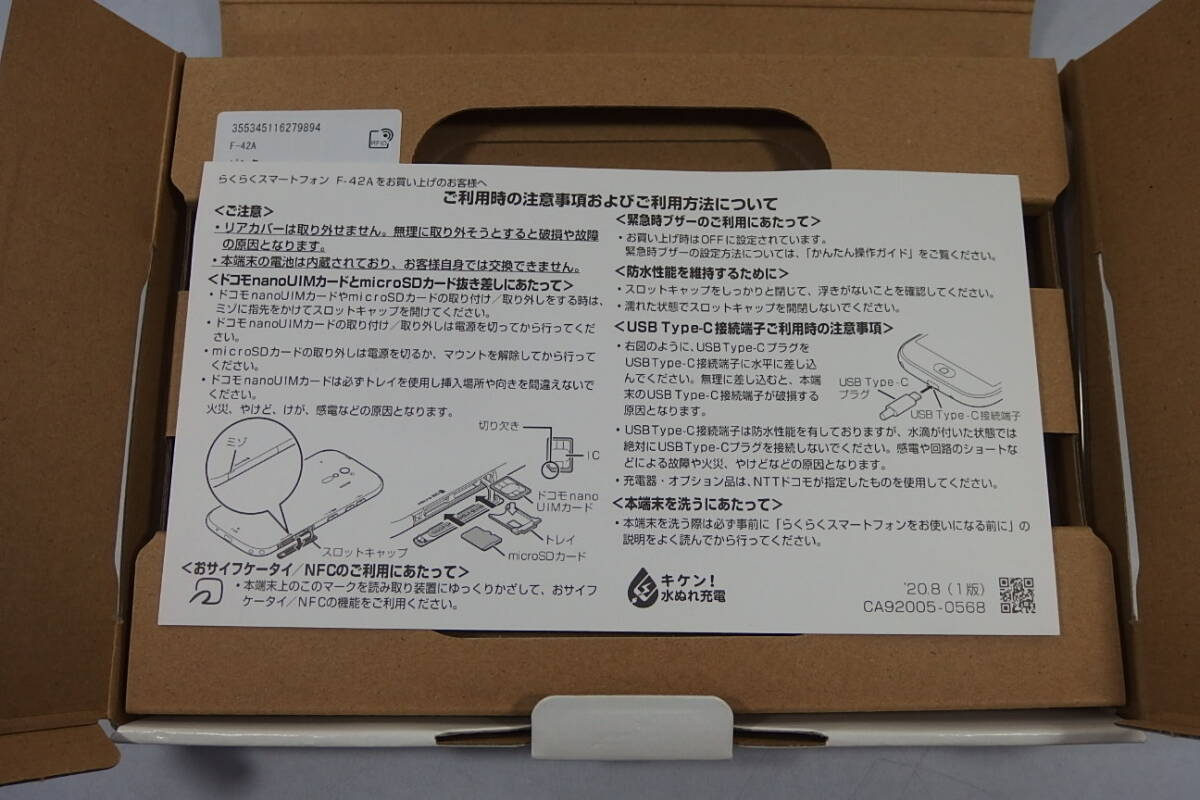 355345116279894
F-42A
RFID
らくらくスマートフォン F-42Aをお買い上げのお客様へ
ご利用時の注意事項およびご利用方法について
＜ご注意＞
・リアカバーは取り外せません。無理に取り外そうとすると破損や故障
の原因となります。
・本端末の電池は内蔵されており、お客様自身では交換できません。
＜ドコモnanoUIMカードとmicroSDカード抜き差しにあたって＞
・ドコモnanoUIMカードやmicroSDカードの取り付け／取り外しをする時は、
ミゾに指先をかけてスロットキャップを開けてください。
・ドコモnanoUIMカードの取り付け／取り外しは電源を切ってから行ってくだ
さい。
・microSDカードの取り外しは電源を切るか、マウントを解除してから行って
ください。
・ドコモnanoUIMカードは必ずトレイを使用し挿入場所や向きを間違えないで
ください。
火災、やけど、けが、感電などの原因となります。
ミゾ
スロットキャップ
切り欠き
IC
ドコモnano
UIMカード
トレイ
microSDカード
＜おサイフケータイ／NFCのご利用にあたって＞
・本端末上のこのマークを読み取り装置にゆっくりかざして、おサイフ
ケータイ／NFCの機能をご利用ください。
＜緊急時ブザーのご利用にあたって＞
・お買い上げ時はOFFに設定されています。
緊急時ブザーの設定方法については、「かんたん操作ガイド」をご覧ください。
＜防水性能を維持するために＞
・スロットキャップをしっかりと閉じて、浮きがないことを確認してください。
・濡れた状態でスロットキャップを開閉しないでください。
＜USB Type-C接続端子ご利用時の注意事項＞
・右図のように、USB Type-Cプラグを
USB Type-C接続端子に水平に差し込
んでください。無理に差し込むと、本端
末のUSB Type-C接続端子が破損する
原因となります。
USB Type-C
プラグ
USB Type-C接続端子
・USB Type-C接続端子は防水性能を有しておりますが、水滴が付いた状態では
絶対にUSB Type-Cプラグを接続しないでください。感電や回路のショートな
どによる故障や火災、やけどなどの原因となります。
・充電器・オプション品は、NTTドコモが指定したものを使用してください。
＜本端末を洗うにあたって＞
・本端末を洗う際は必ず事前に「らくらくスマートフォンをお使いになる前に」の
説明をよく読んでから行ってください。
キケン！
水ぬれ充電
'20.8（1版）
CA92005-0568